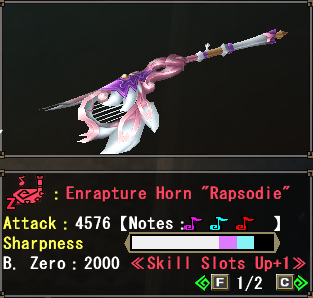 Z : Enrapture Horn "Rapsodie"
Attack : 4576 【Notes : ♪ ♪ ♪ 】
Sharpness
B. Zero : 2000 ≪Skill Slots Up+1≫
F 1/2 C